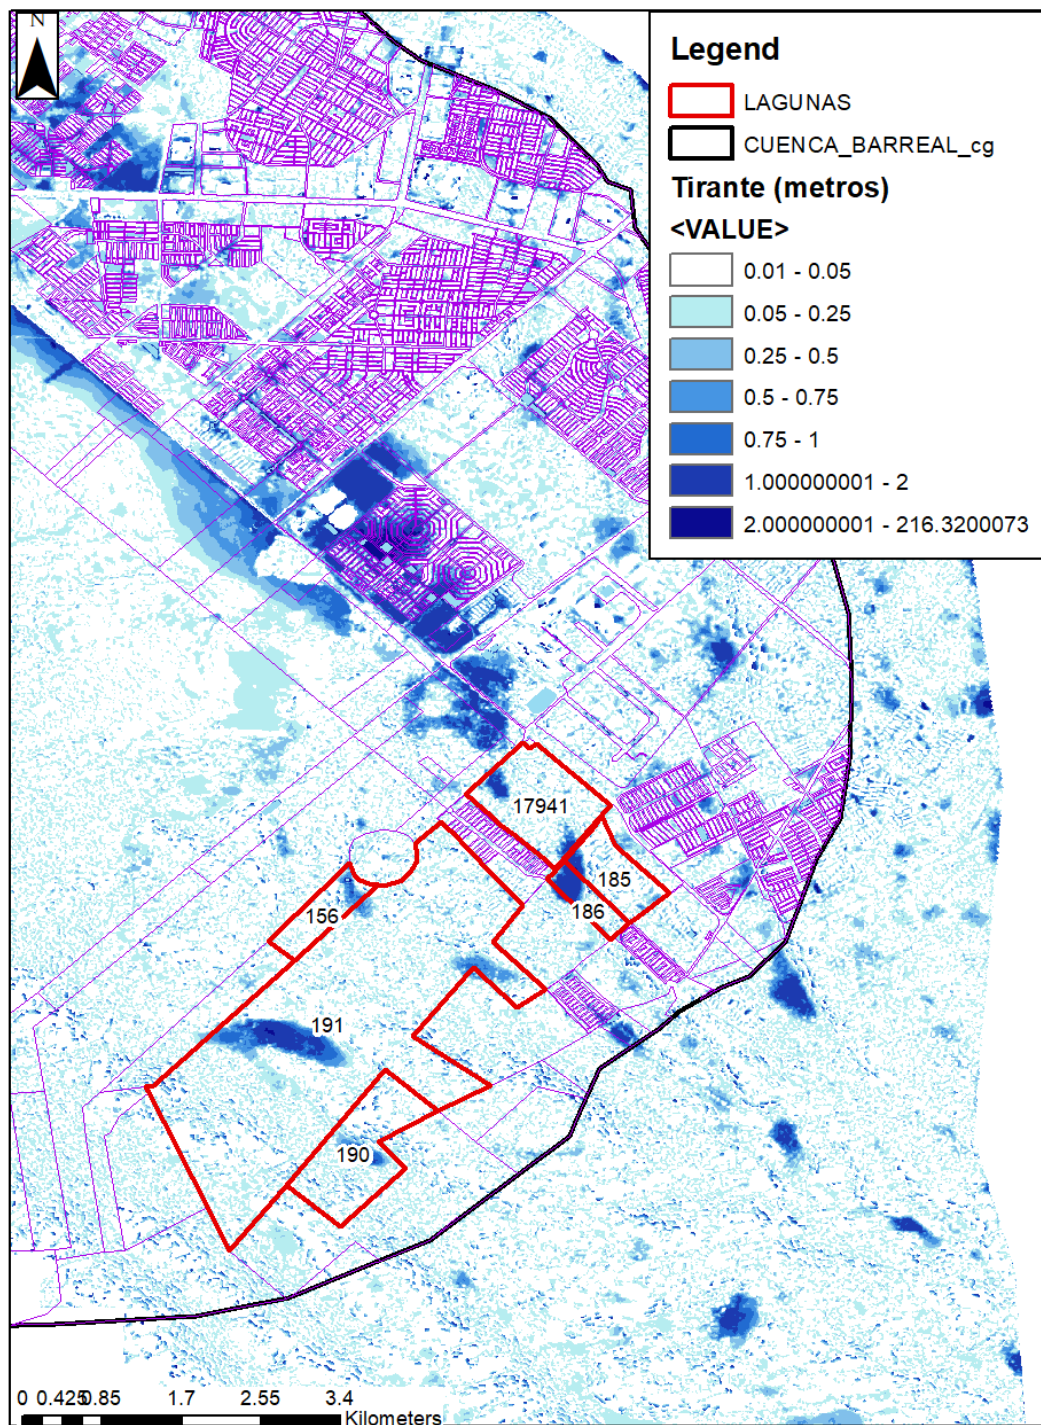 N
Legend
LAGUNAS
CUENCA_BARREAL_cg
Tirante (metros)
<VALUE>
0.01 - 0.05
0.05 - 0.25
0.25 - 0.5
0.5 - 0.75
0.75 - 1
1.000000001 - 2
2.000000001 - 216.3200073
17941
185
186
156
191
190
0 0.425 0.85 1.7 2.55 3.4
Kilometers